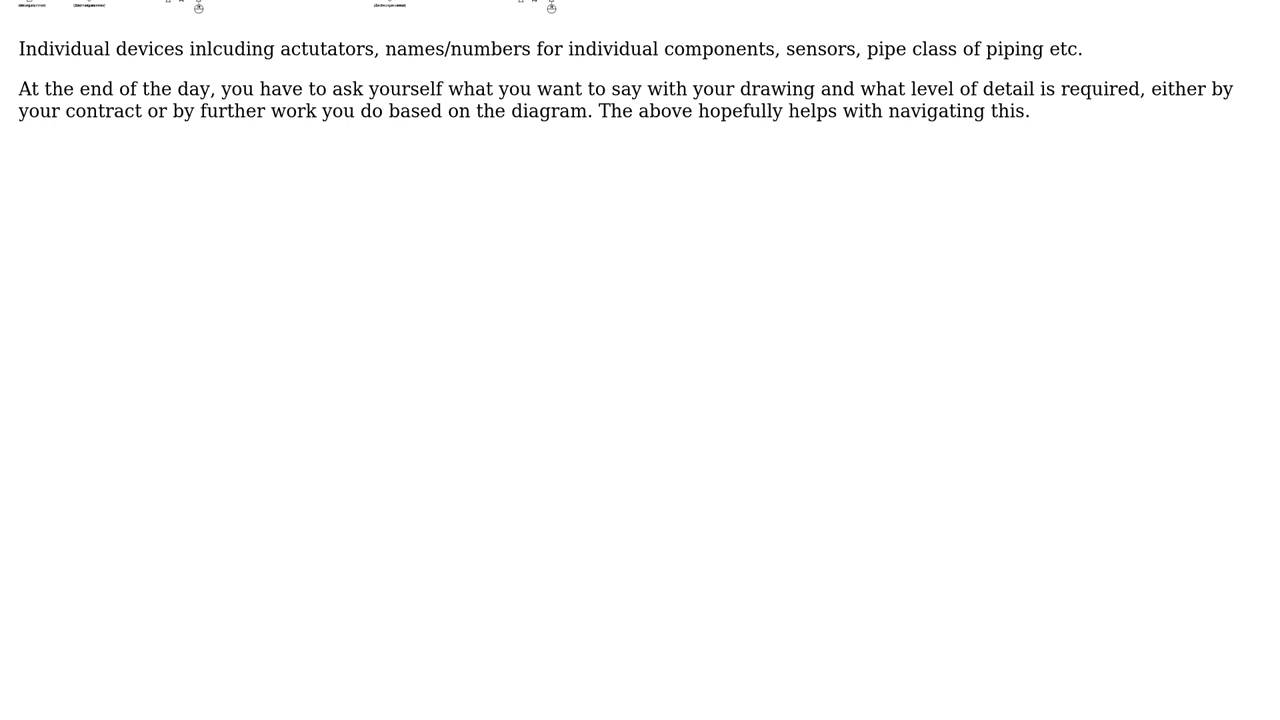 Individual devices inlcuding actutators, names/numbers for individual components, sensors, pipe class of piping etc.
At the end of the day, you have to ask yourself what you want to say with your drawing and what level of detail is required, either by
your contract or by further work you do based on the diagram. The above hopefully helps with navigating this.